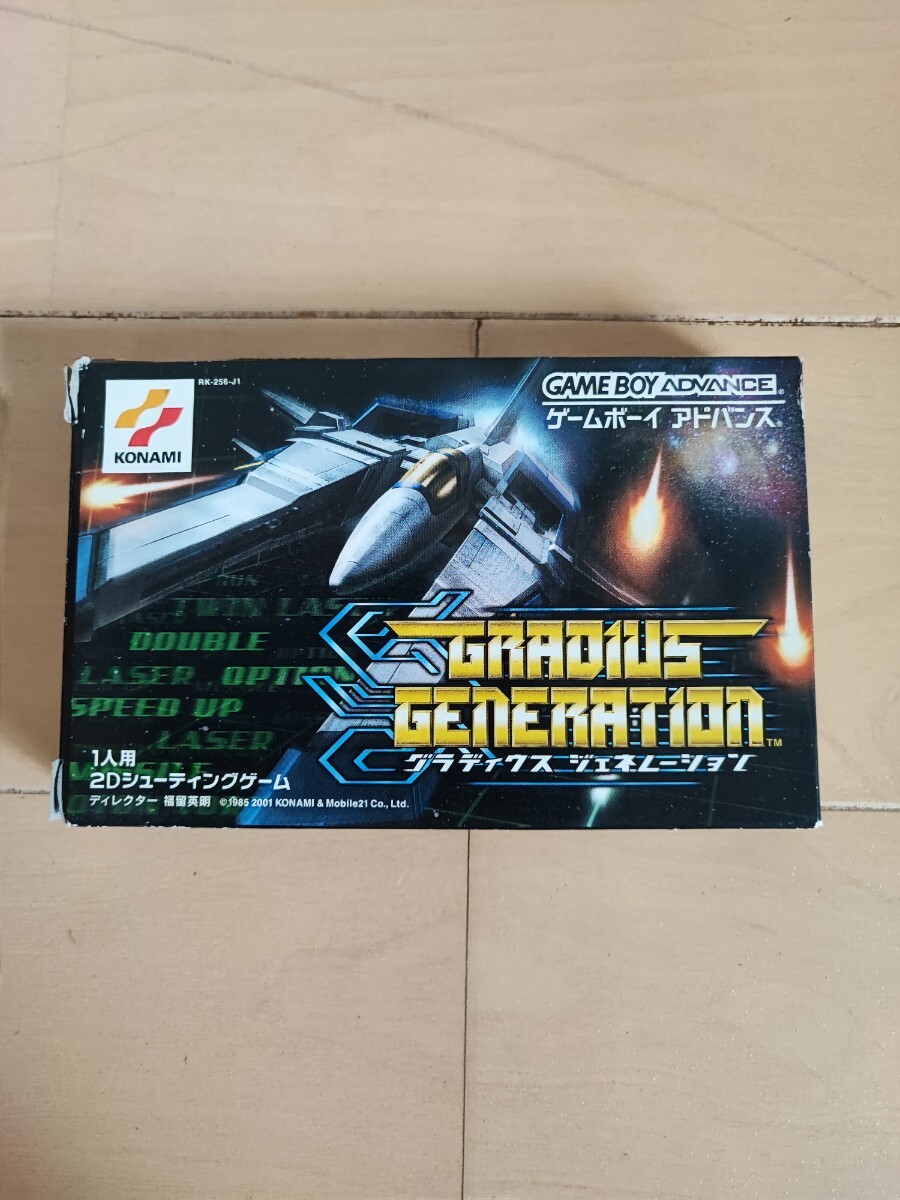 RK-256-J1
KONAMI
GAME BOY ADVANCE
ゲームボーイ アドバンス
GUN
TWIN LASE
DOUBLE
LASER OPTION
SPEED UP
LASER
GRADIUS
GENERATION™
グラディウス ジェネレーション
1人用
2Dシューティングゲーム
ディレクター 福留英明 ©1985 2001 KONAMI & Mobile21 Co., Ltd.